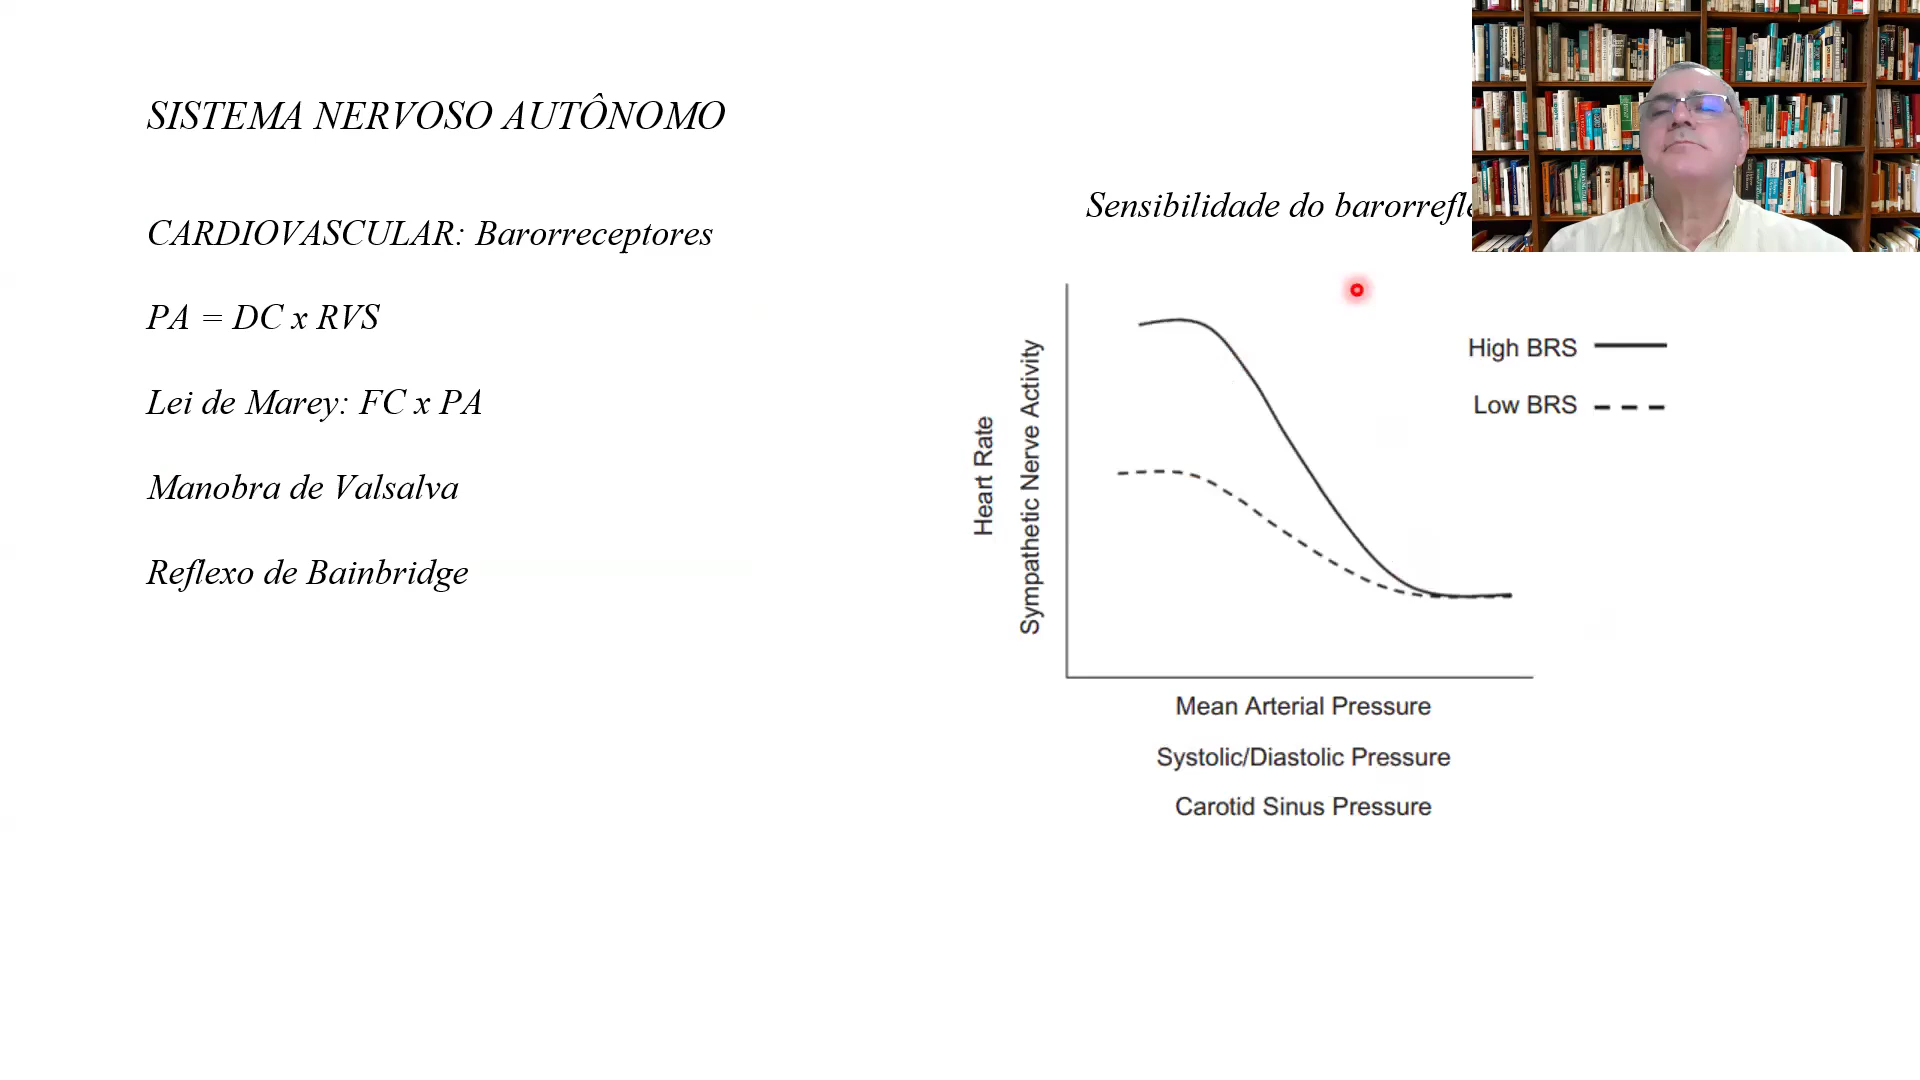 SISTEMA NERVOSO AUTÔNOMO
CARDIOVASCULAR: Barorreceptores
PA = DC x RVS
Lei de Marey: FC x PA
Manobra de Valsalva
Reflexo de Bainbridge
Sensibilidade do barorrefle
High BRS
Low BRS
Heart Rate
Sympathetic Nerve Activity
Mean Arterial Pressure
Systolic/Diastolic Pressure
Carotid Sinus Pressure